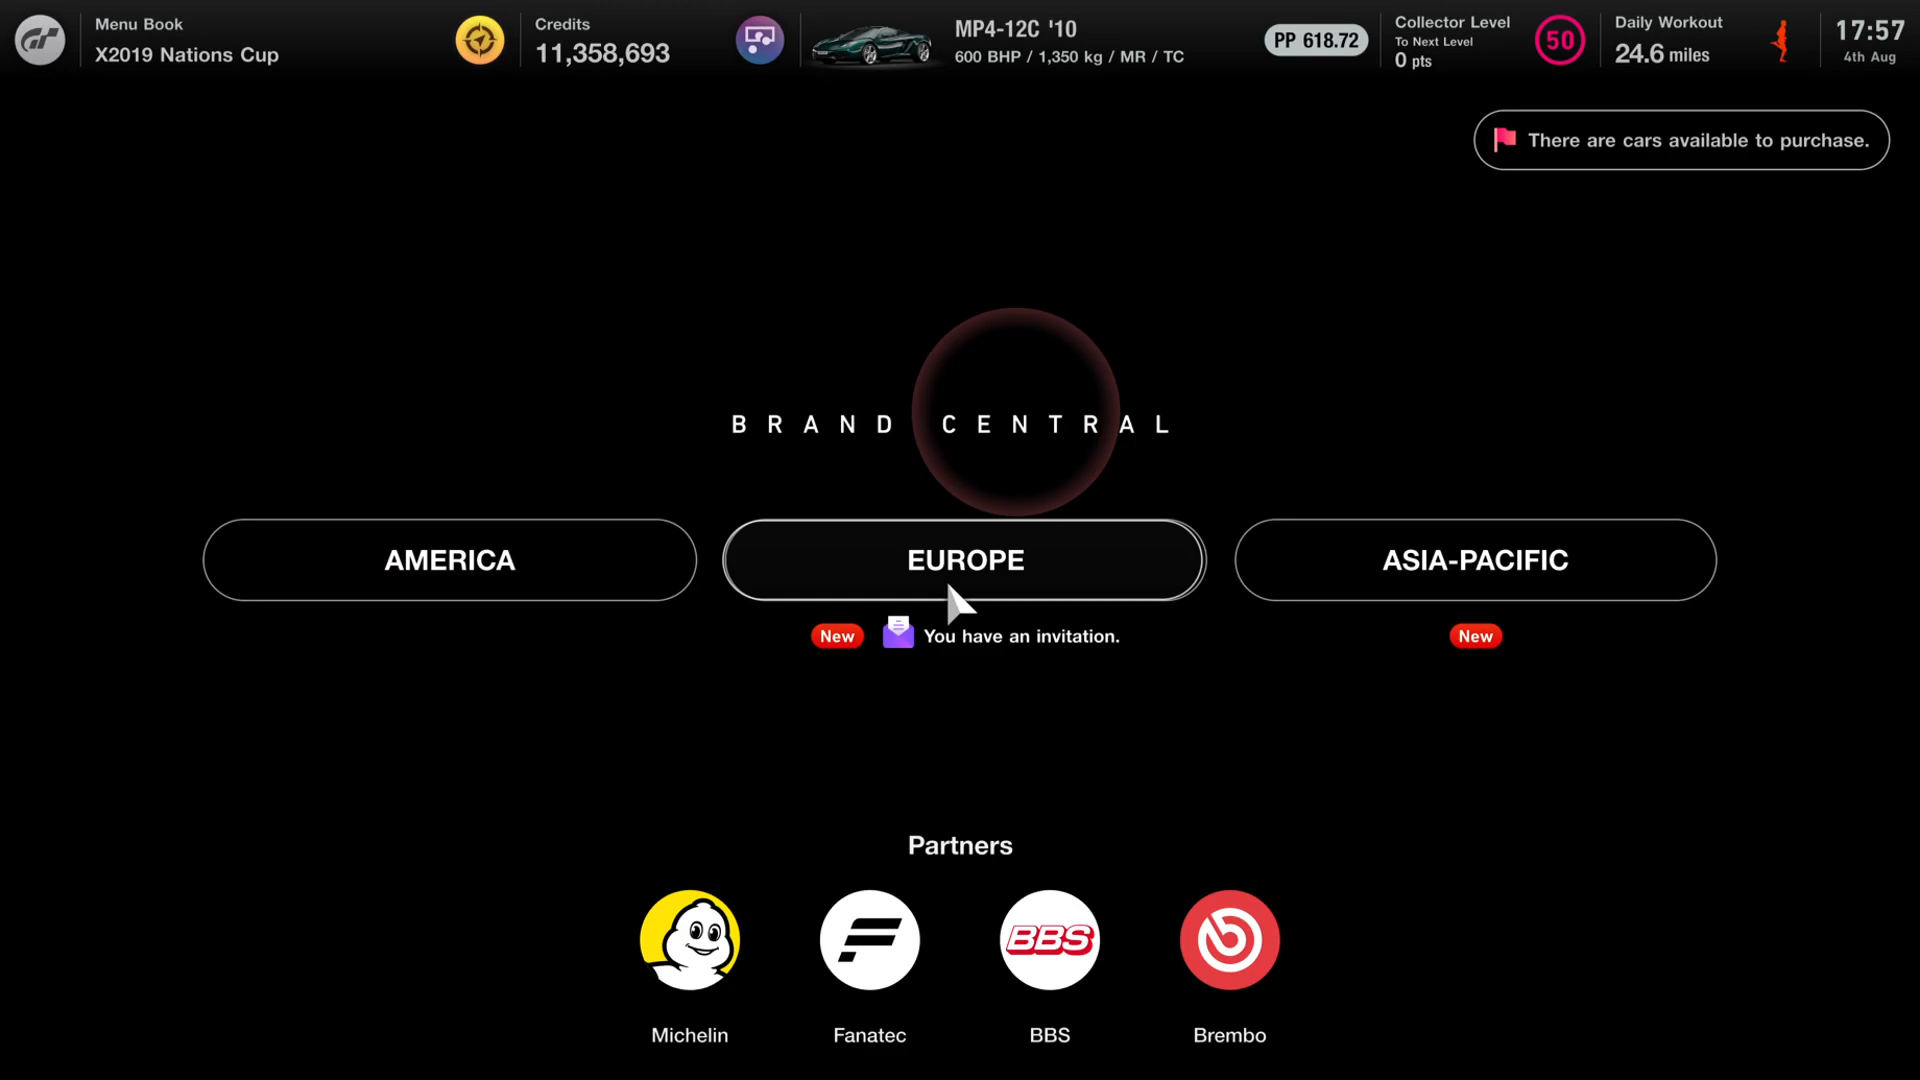 Menu Book
X2019 Nations Cup
Credits
11,358,693
MP4-12C '10
600 BHP / 1,350 kg / MR / TC
PP 618.72
Collector Level
To Next Level
0 pts
50
Daily Workout
24.6 miles
17:57
4th Aug
There are cars available to purchase.
BRAND CENTRAL
AMERICA
EUROPE
ASIA-PACIFIC
New
You have an invitation.
New
Partners
BBS
Michelin
Fanatec
BBS
Brembo